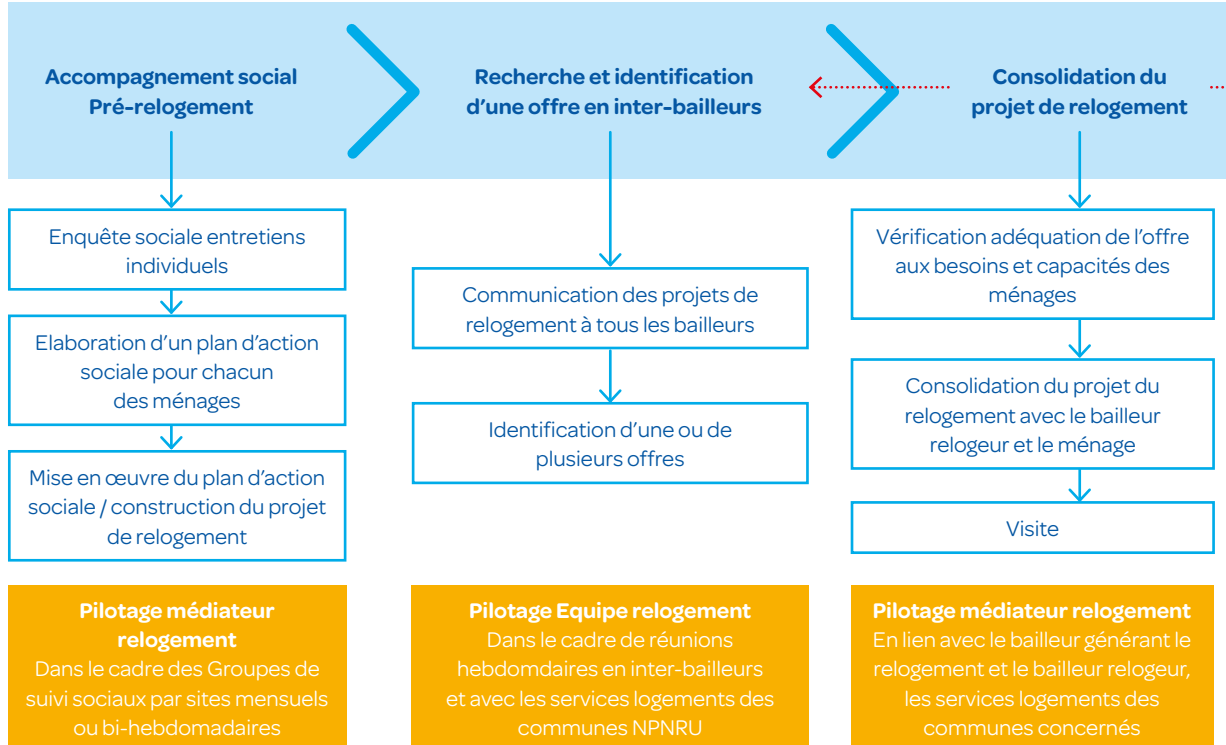 Accompagnement social
Pré-relogement
Enquête sociale entretiens
individuels
Elaboration d'un plan d'action
sociale pour chacun
des ménages
Mise en œuvre du plan d'action
sociale / construction du projet
de relogement
Pilotage médiateur
relogement
Dans le cadre des Groupes de
suivi sociaux par sites mensuels
ou bi-hebdomadaires
Recherche et identification
d'une offre en inter-bailleurs
Communication des projets de
relogement à tous les bailleurs
Identification d'une ou de
plusieurs offres
Pilotage Equipe relogement
Dans le cadre de réunions
hebdomdaires en inter-bailleurs
et avec les services logements des
communes NPNRU
Consolidation du
projet de relogement
Vérification adéquation de l'offre
aux besoins et capacités des
ménages
Consolidation du projet du
relogement avec le bailleur
relogeur et le ménage
Visite
Pilotage médiateur relogement
En lien avec le bailleur générant le
relogement et le bailleur relogeur,
les services logements des
communes concernés